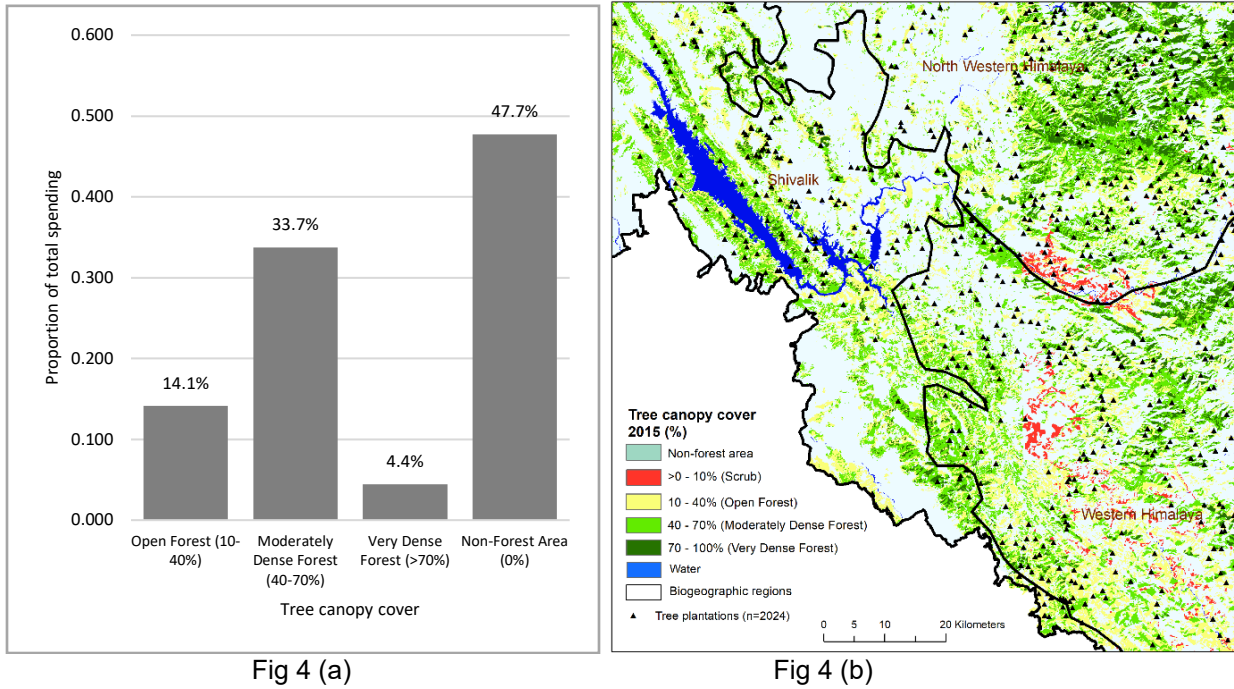 0.600
0.500
0.400
0.300
0.200
0.100
0.000
Proportion of total spending
14.1%
33.7%
4.4%
47.7%
Open Forest (10-
40%)
Moderately
Dense Forest
(40-70%)
Very Dense
Forest (>70%)
Non-Forest Area
(0%)
Tree canopy cover
Fig 4 (a)
North Western Himalaya
Shivalik
Western Himalaya
Tree canopy cover
2015 (%)
Non-forest area
>0 - 10% (Scrub)
10 - 40% (Open Forest)
40 - 70% (Moderately Dense Forest)
70 - 100% (Very Dense Forest)
Water
Biogeographic regions
Tree plantations (n=2024)
0 5 10 20 Kilometers
Fig 4 (b)